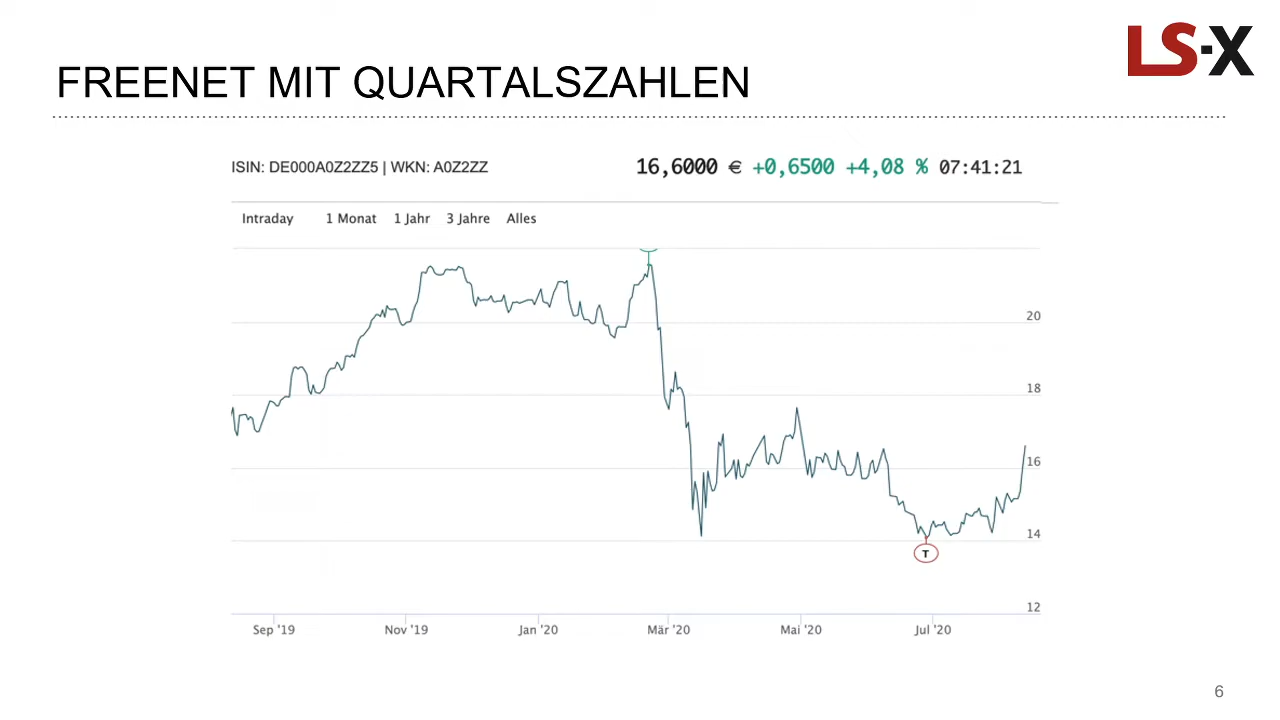 LS-X
FREENET MIT QUARTALSZAHLEN
ISIN: DE000A0Z2ZZ5 | WKN: A0Z2ZZ
16,6000 € +0,6500 +4,08 % 07:41:21
Intraday 1 Monat 1 Jahr 3 Jahre Alles
20
18
16
14
T
12
Sep '19 Nov '19 Jan '20 Mär '20 Mai '20 Jul '20
6